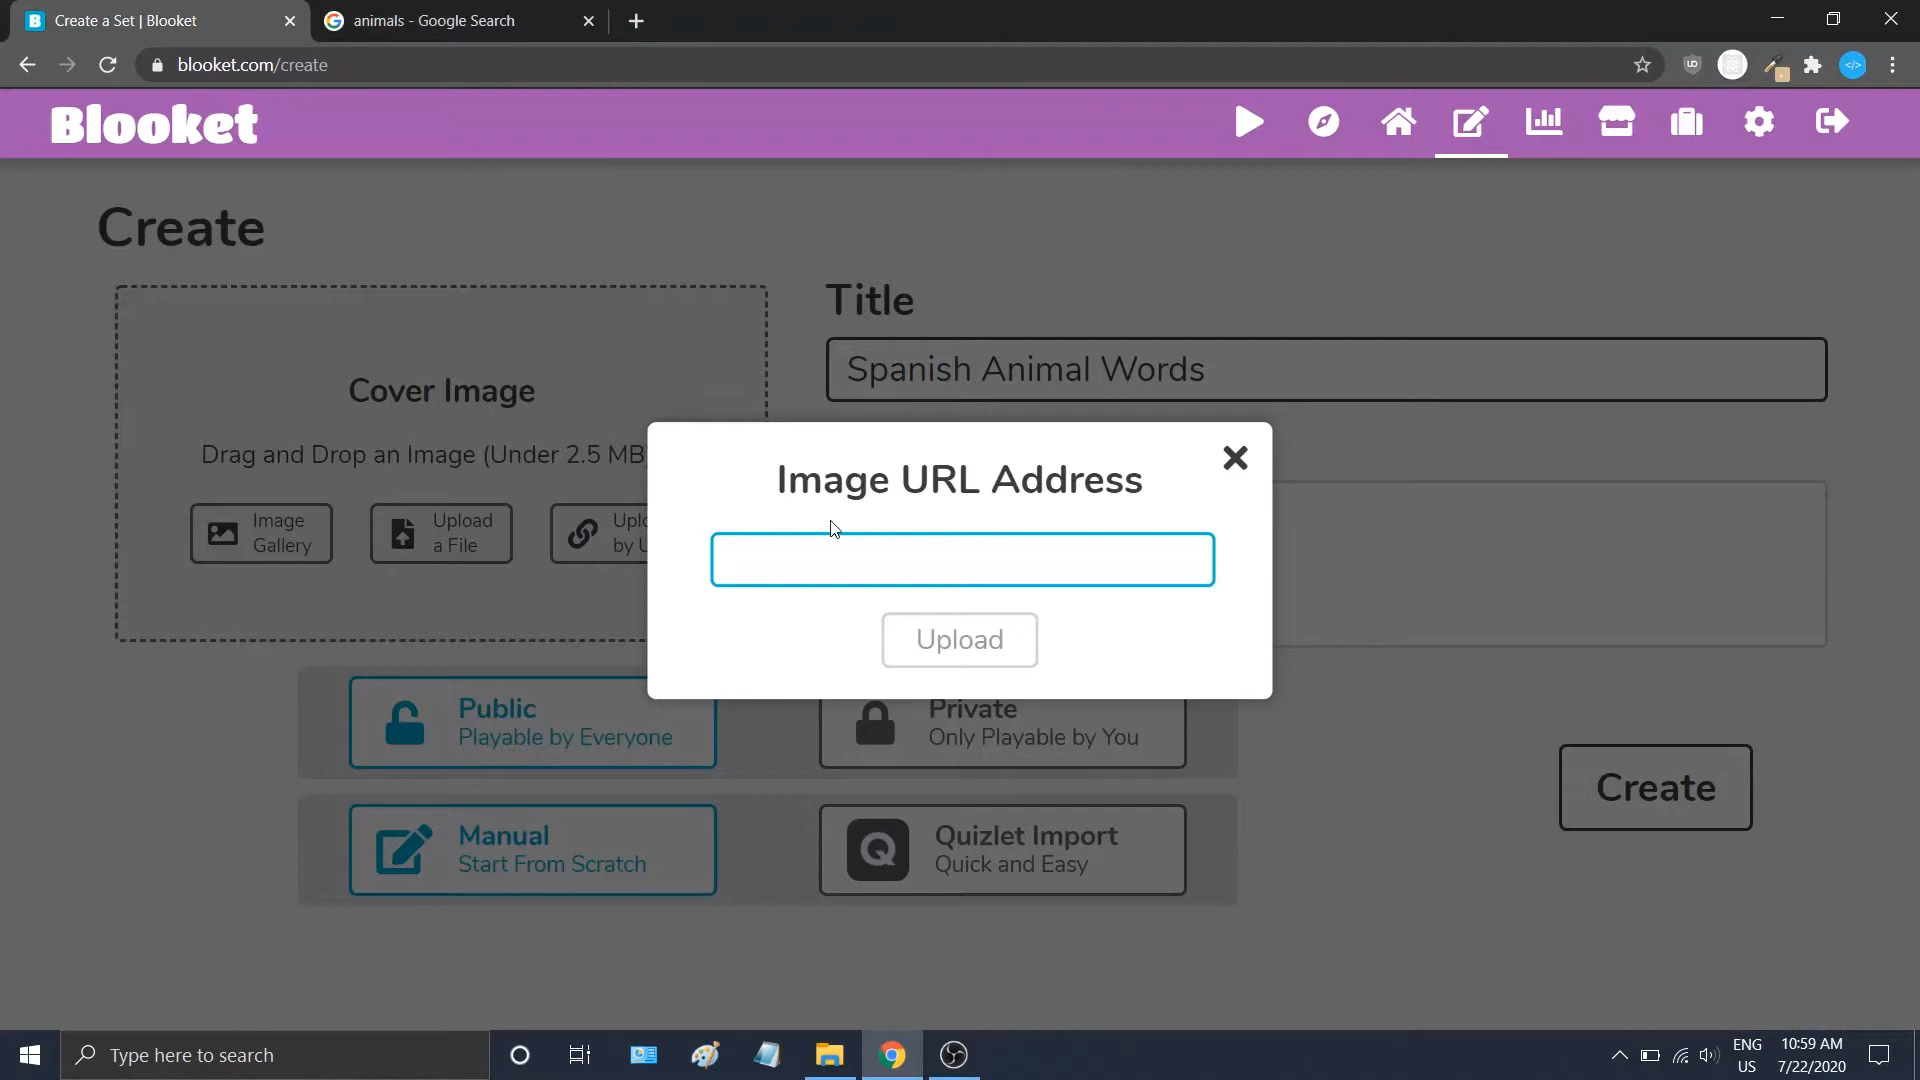 Create a Set | Blooket
animals - Google Search
blooket.com/create
Blooket
Create
Title
Spanish Animal Words
Cover Image
Drag and Drop an Image (Under 2.5 MB
Image
Gallery
Upload
a File
Uplo
by U
Image URL Address
Upload
Public
Playable by Everyone
Private
Only Playable by You
Manual
Start From Scratch
Quizlet Import
Quick and Easy
Create
Type here to search
ENG
US
10:59 AM
7/22/2020